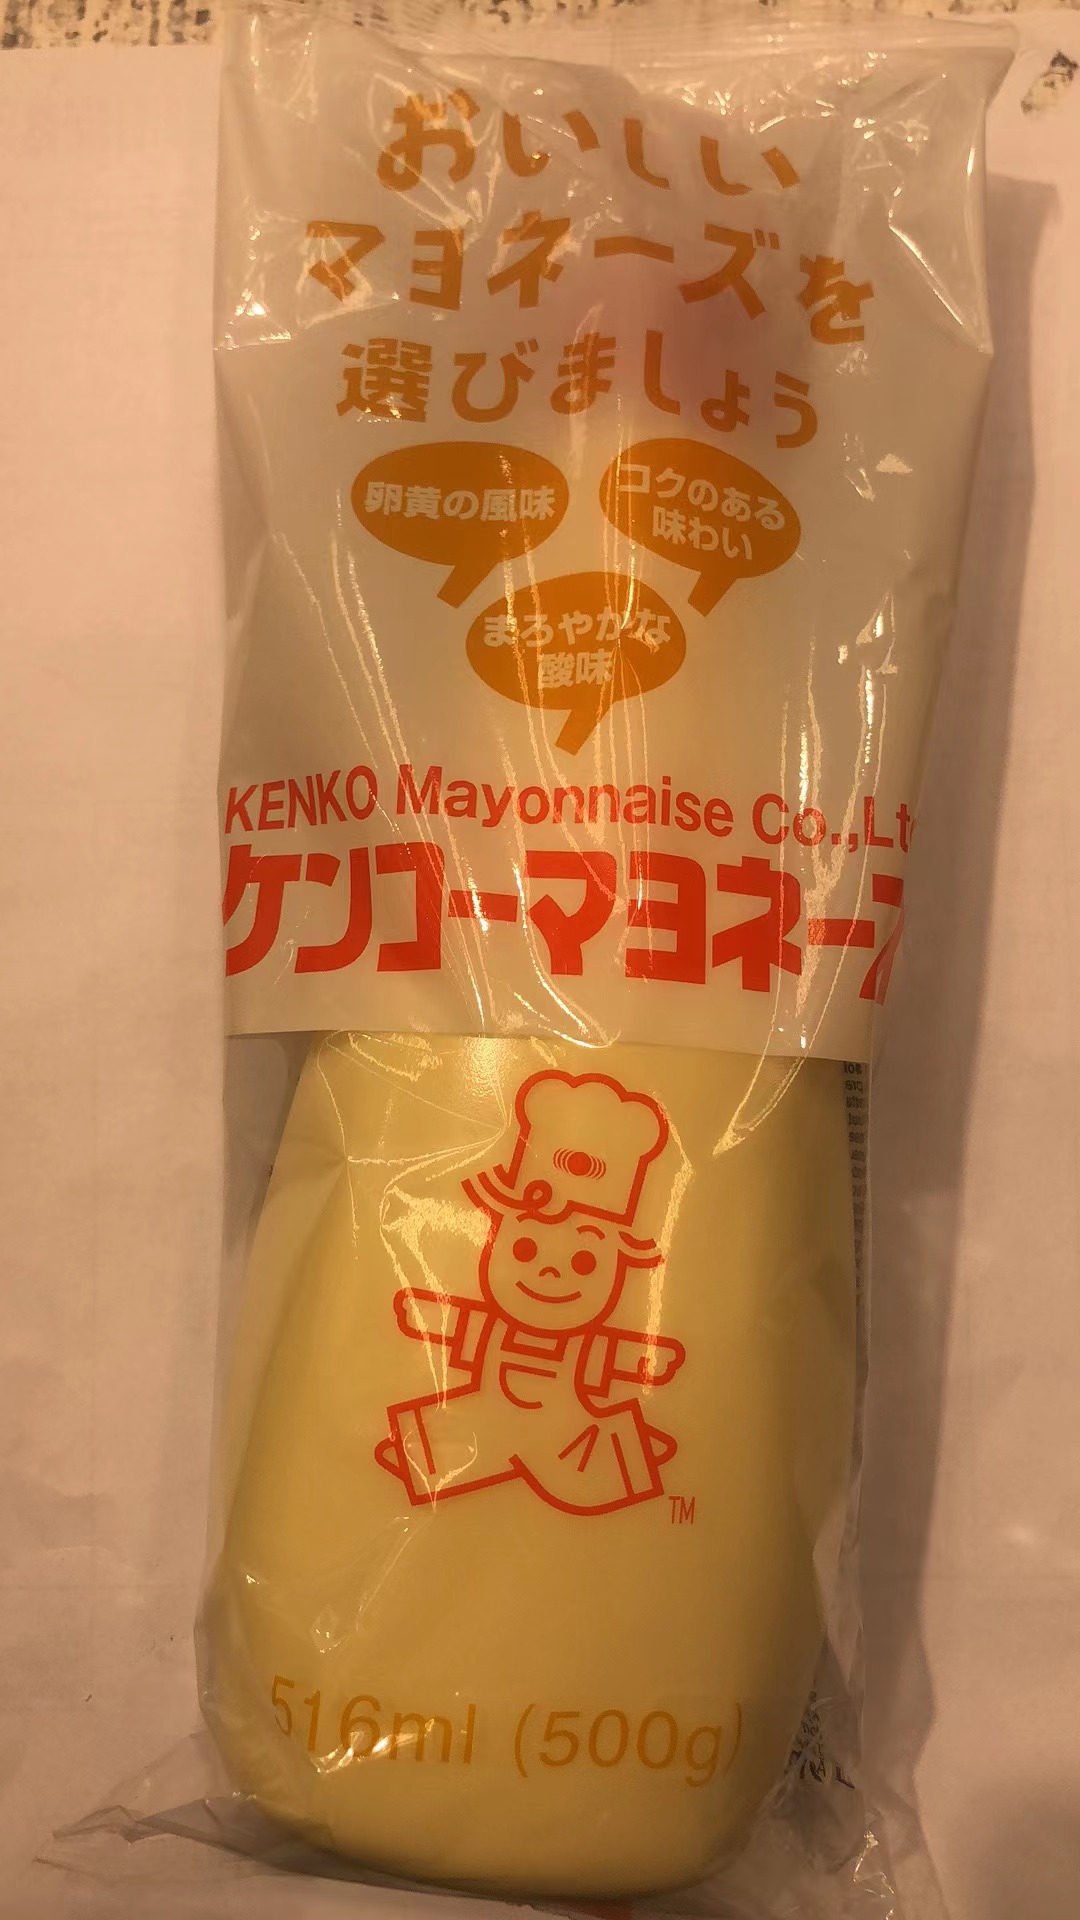 おいしい
マヨネーズを
選びましょう
卵黄の風味
コクのある
味わい
まろやかな
酸味
KENKO Mayonnaise Co.,Lt
ケンコーマヨネーズ
TM
516ml (500g)